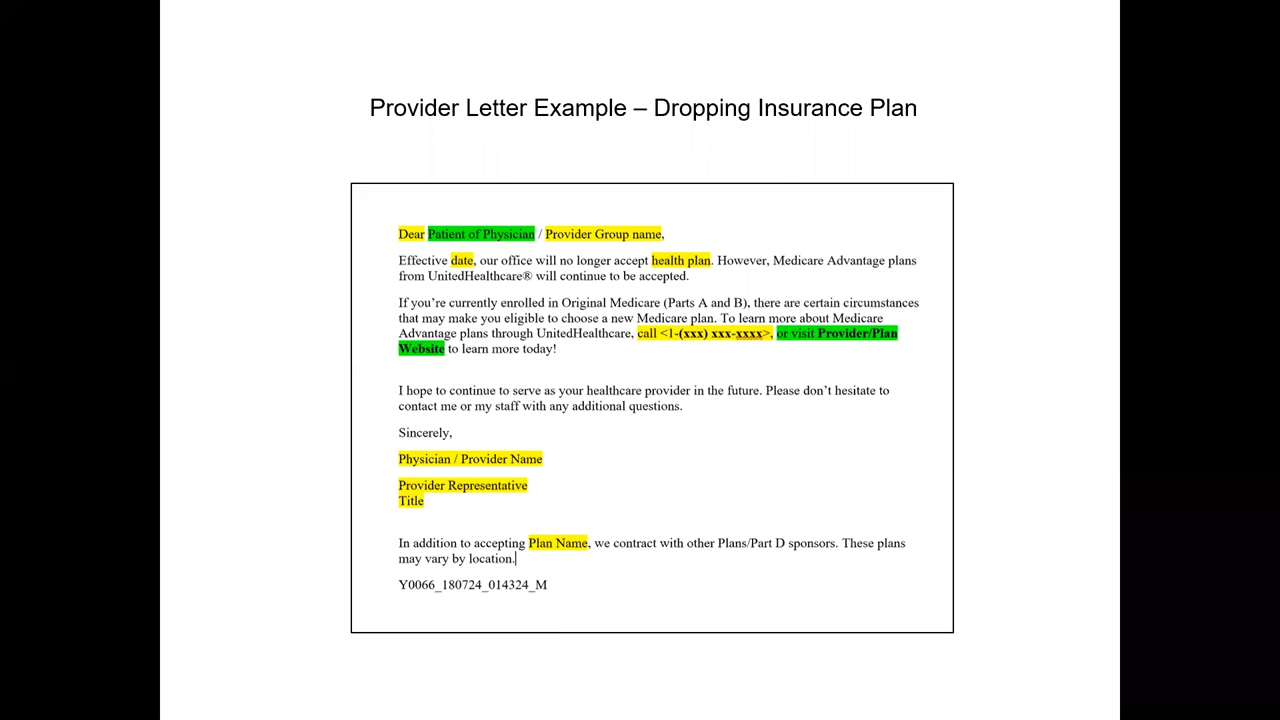 Provider Letter Example – Dropping Insurance Plan
Dear Patient of Physician / Provider Group name,
Effective date, our office will no longer accept health plan. However, Medicare Advantage plans
from UnitedHealthcare® will continue to be accepted.
If you’re currently enrolled in Original Medicare (Parts A and B), there are certain circumstances
that may make you eligible to choose a new Medicare plan. To learn more about Medicare
Advantage plans through UnitedHealthcare, call <1-(xxx) xxx-xxxx>, or visit Provider/Plan
Website to learn more today!
I hope to continue to serve as your healthcare provider in the future. Please don’t hesitate to
contact me or my staff with any additional questions.
Sincerely,
Physician / Provider Name
Provider Representative
Title
In addition to accepting Plan Name, we contract with other Plans/Part D sponsors. These plans
may vary by location.
Y0066_180724_014324_M